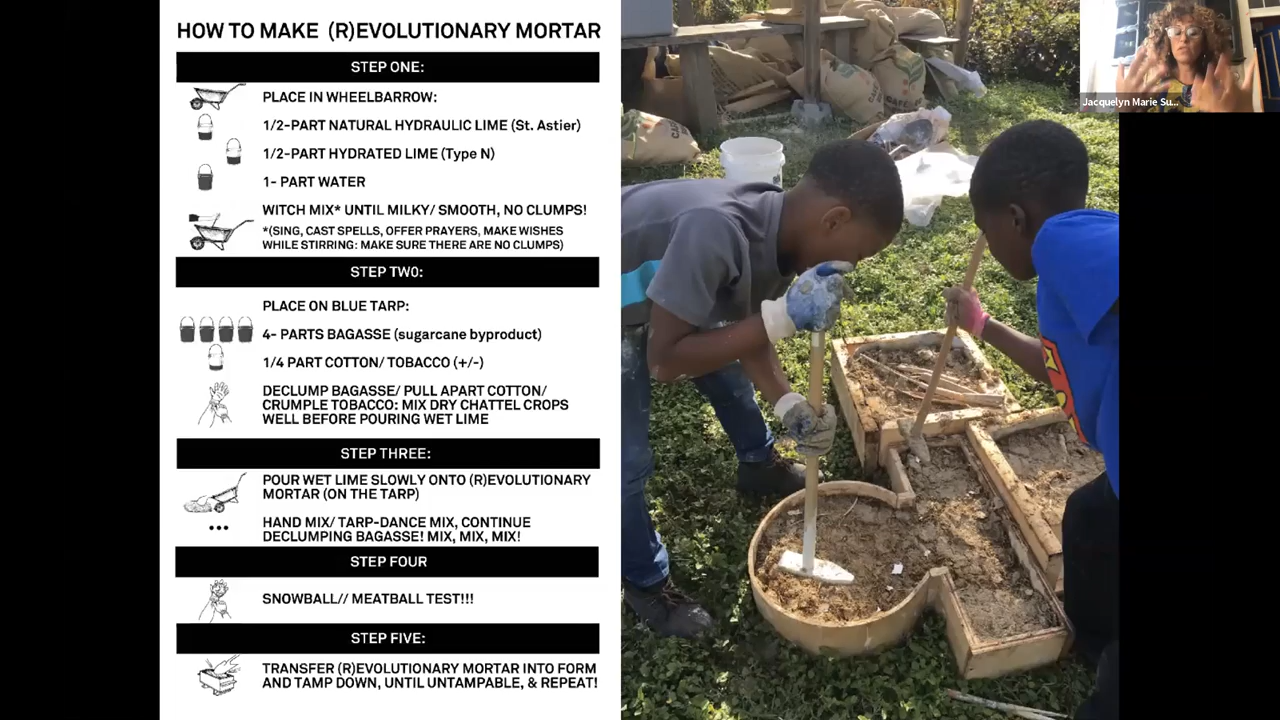 HOW TO MAKE (R)EVOLUTIONARY MORTAR
STEP ONE:
PLACE IN WHEELBARROW:
1/2-PART NATURAL HYDRAULIC LIME (St. Astier)
1/2-PART HYDRATED LIME (Type N)
1- PART WATER
WITCH MIX* UNTIL MILKY/ SMOOTH, NO CLUMPS!
*(SING, CAST SPELLS, OFFER PRAYERS, MAKE WISHES
WHILE STIRRING: MAKE SURE THERE ARE NO CLUMPS)
STEP TW0:
PLACE ON BLUE TARP:
4- PARTS BAGASSE (sugarcane byproduct)
1/4 PART COTTON/ TOBACCO (+/-)
DECLUMP BAGASSE/ PULL APART COTTON/
CRUMPLE TOBACCO: MIX DRY CHATTEL CROPS
WELL BEFORE POURING WET LIME
STEP THREE:
POUR WET LIME SLOWLY ONTO (R)EVOLUTIONARY
MORTAR (ON THE TARP)
HAND MIX/ TARP-DANCE MIX, CONTINUE
DECLUMPING BAGASSE! MIX, MIX, MIX!
STEP FOUR
SNOWBALL// MEATBALL TEST!!!
STEP FIVE:
TRANSFER (R)EVOLUTIONARY MORTAR INTO FORM
AND TAMP DOWN, UNTIL UNTAMPABLE, & REPEAT!
Jacquelyn Marie Su...